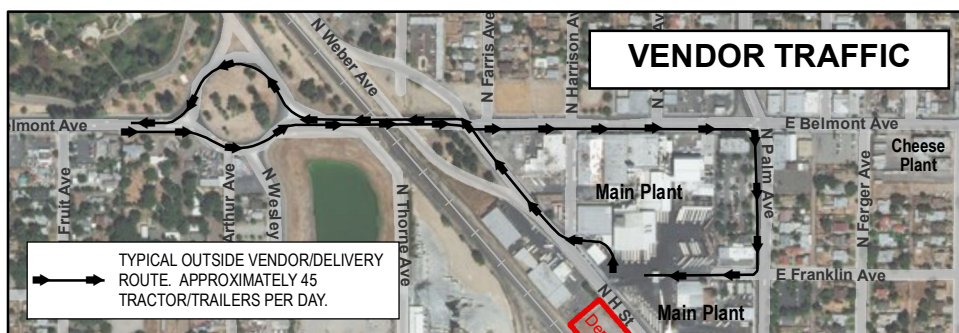 VENDOR TRAFFIC
N Weber Ave
N Farris Ave
N Harrison Ave
elmont Ave
E Belmont Ave
Cheese
Plant
Main Plant
N Palm Ave
N Ferger Ave
Fruit Ave
Arthur Ave
N Wesley
N Thorne Ave
TYPICAL OUTSIDE VENDOR/DELIVERY
ROUTE. APPROXIMATELY 45
TRACTOR/TRAILERS PER DAY.
E Franklin Ave
N H St
Main Plant